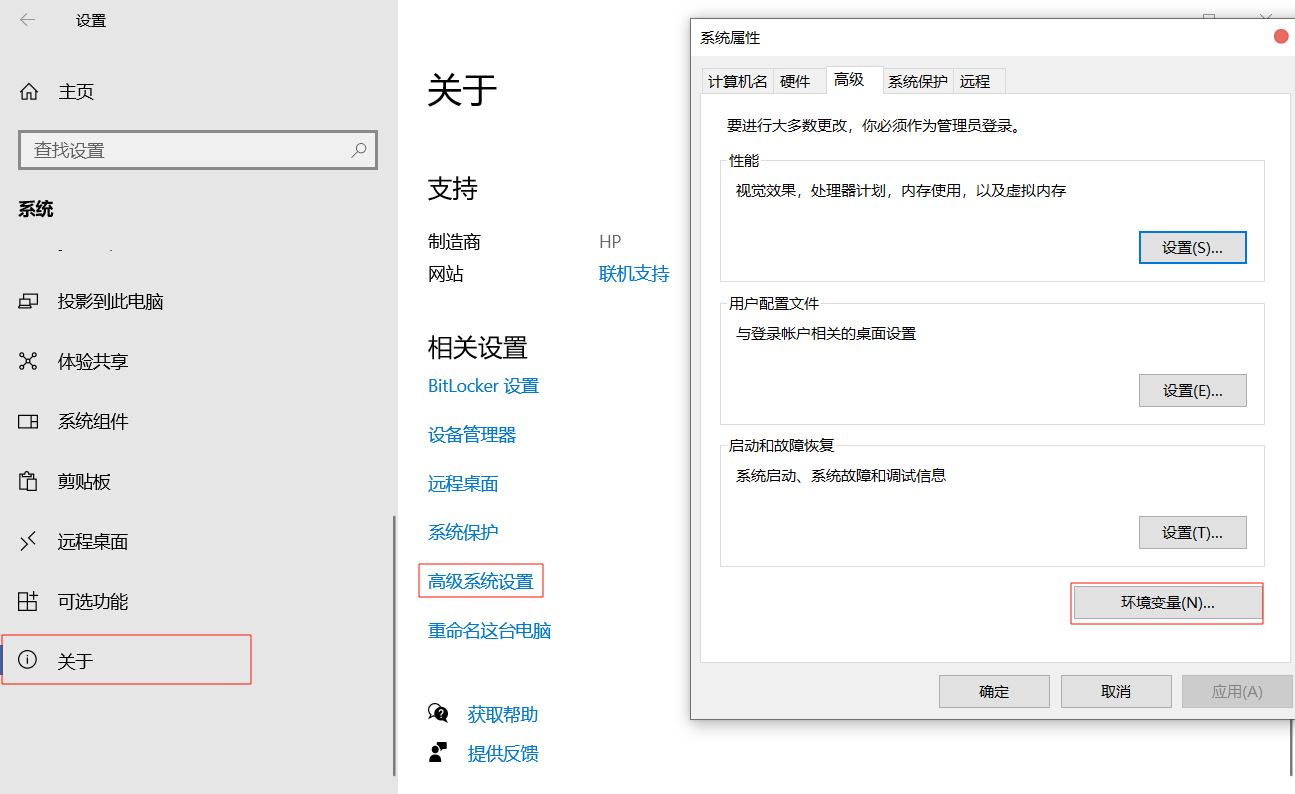 设置
主页
查找设置
系统
投影到此电脑
体验共享
系统组件
剪贴板
远程桌面
可选功能
关于
关于
支持
制造商 HP
网站 联机支持
相关设置
BitLocker 设置
设备管理器
远程桌面
系统保护
高级系统设置
重命名这台电脑
获取帮助
提供反馈
系统属性
计算机名 硬件 高级 系统保护 远程
要进行大多数更改，你必须作为管理员登录。
性能
视觉效果，处理器计划，内存使用，以及虚拟内存
设置(S)...
用户配置文件
与登录帐户相关的桌面设置
设置(E)...
启动和故障恢复
系统启动、系统故障和调试信息
设置(T)...
环境变量(N)...
确定 取消 应用(A)